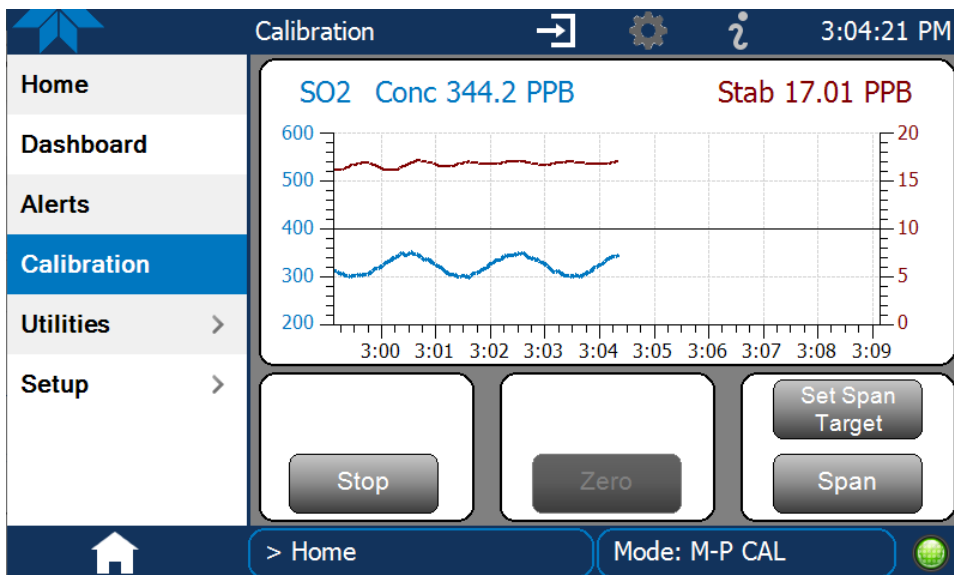 Calibration 3:04:21 PM
Home
Dashboard
Alerts
Calibration
Utilities
Setup
SO2 Conc 344.2 PPB Stab 17.01 PPB
600 20
500 15
400 10
300 5
200 0
3:00 3:01 3:02 3:03 3:04 3:05 3:06 3:07 3:08 3:09
Stop
Zero
Set Span
Target
Span
> Home
Mode: M-P CAL